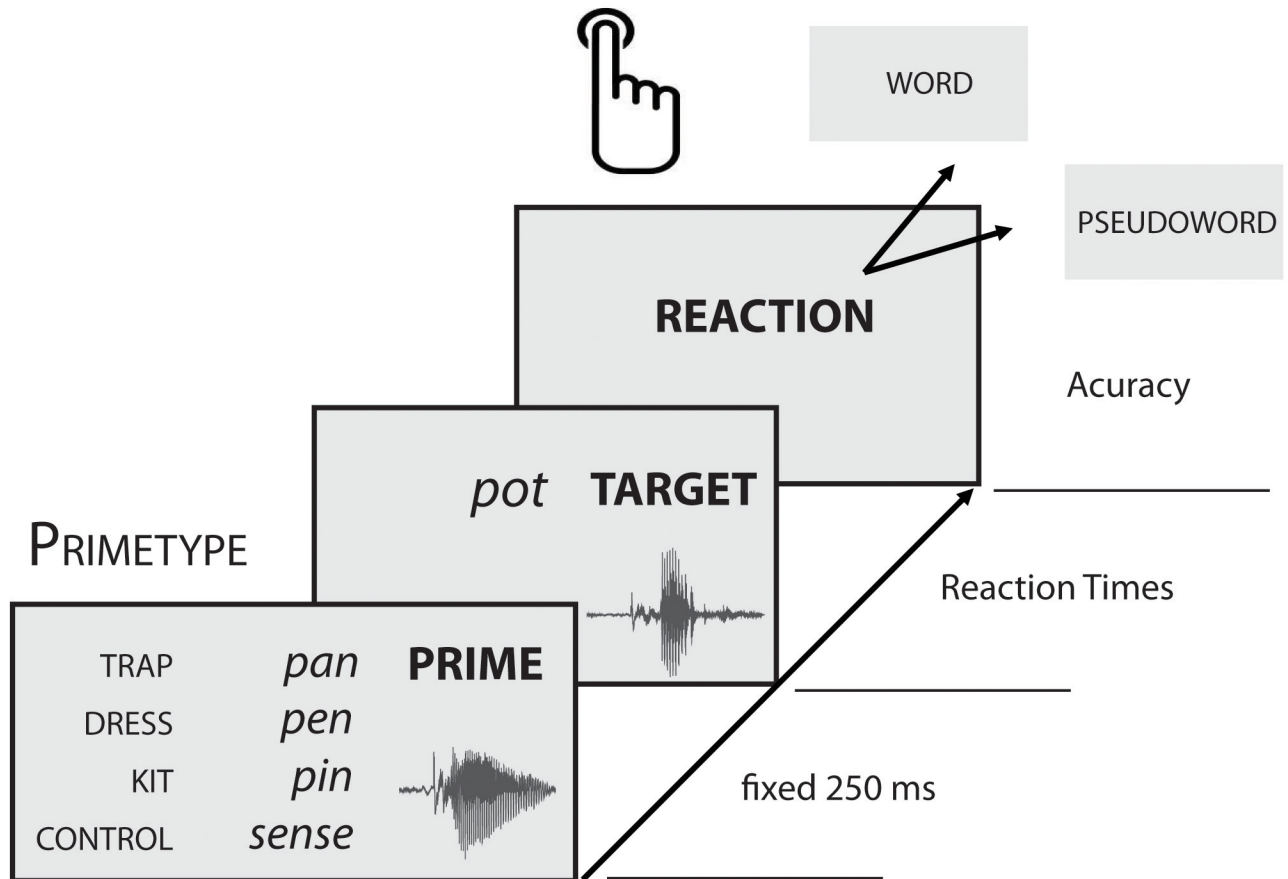 WORD
PSEUDOWORD
REACTION
Acuracy
pot TARGET
Reaction Times
PRIMETYPE
TRAP pan PRIME
DRESS pen
KIT pin
CONTROL sense
fixed 250 ms